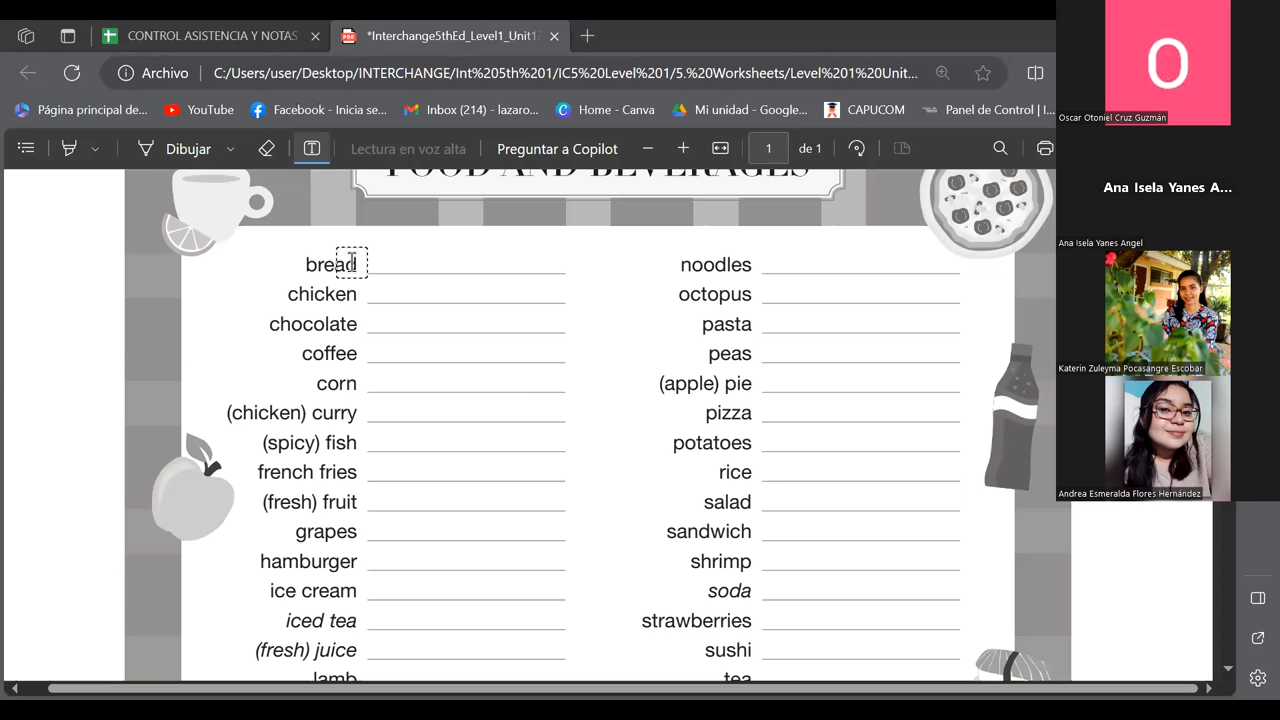 CONTROL ASISTENCIA Y NOTAS
*Interchange5thEd_Level1_Unit1
Archivo
C:/Users/user/Desktop/INTERCHANGE/Int%205th%201/IC5%20Level%201/5.%20Worksheets/Level%201%20Unit...
Página principal de...
YouTube
Facebook - Inicia se...
Inbox (214) - lazaro...
Home - Canva
Mi unidad - Google...
CAPUCOM
Panel de Control | I...
Dibujar
Lectura en voz alta
Preguntar a Copilot
1
de 1
FOOD AND BEVERAGES
bread
chicken
chocolate
coffee
corn
(chicken) curry
(spicy) fish
french fries
(fresh) fruit
grapes
hamburger
ice cream
iced tea
(fresh) juice
lamb
noodles
octopus
pasta
peas
(apple) pie
pizza
potatoes
rice
salad
sandwich
shrimp
soda
strawberries
sushi
tea
O
Oscar Otoniel Cruz Guzmán
Ana Isela Yanes A...
Ana Isela Yanes Angel
Katerin Zuleyma Pocasangre Escobar
Andrea Esmeralda Flores Hernández